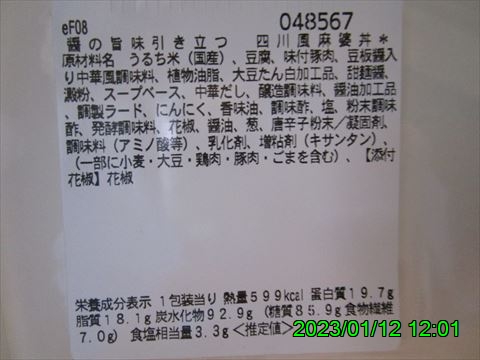 eF08 048567
醤の旨味引き立つ 四川風麻婆丼*
原材料名 うるち米(国産)、豆腐、味付豚肉、豆板醤入
り中華風調味料、植物油脂、大豆たん白加工品、甜麺醤
、澱粉、スープベース、中華だし、醸造調味料、醤油加工品
、調製ラード、にんにく、香味油、調味酢、塩、粉末調味
酢、発酵調味料、花椒、醤油、葱、唐辛子粉末/凝固剤、
調味料(アミノ酸等)、乳化剤、増粘剤(キサンタン)、
(一部に小麦・大豆・鶏肉・豚肉・ごまを含む)、【添付
花椒】花椒
栄養成分表示 1包装当り 熱量599kcal 蛋白質19.7g
脂質18.1g 炭水化物92.9g (糖質85.9g 食物繊維
7.0g) 食塩相当量3.3g<推定値>
2023/01/12 12:01